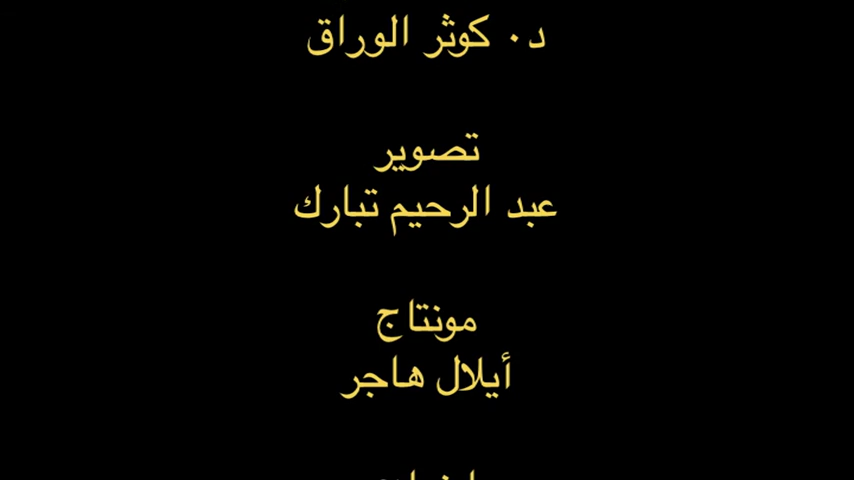 د. كوثر الوراق
تصوير
عبد الرحيم تبارك
مونتاج
أيلال هاجر